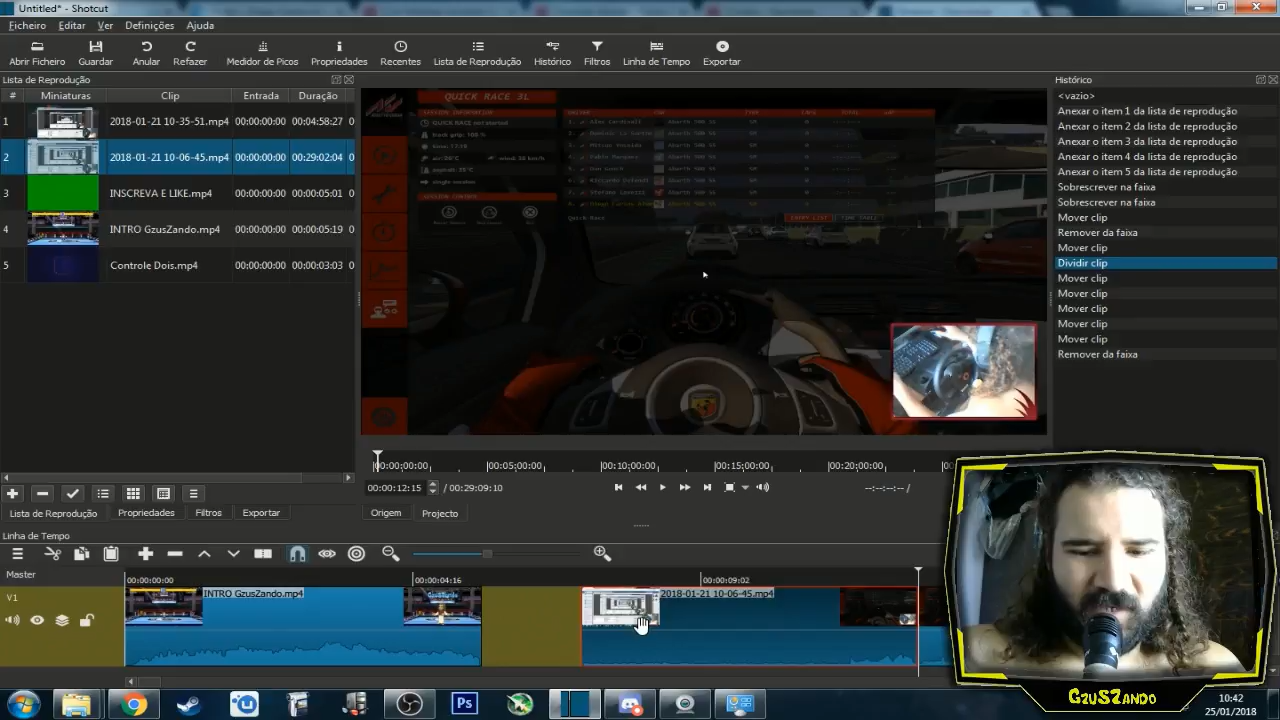 Untitled* - Shotcut
Ficheiro Editar Ver Definições Ajuda
Abrir Ficheiro Guardar Anular Refazer Medidor de Picos Propriedades Recentes Lista de Reprodução Histórico Filtros Linha de Tempo Exportar
Lista de Reprodução
# Miniaturas Clip Entrada Duração
1 2018-01-21 10-35-51.mp4 00:00:00:00 00:04:58:27 0
2 2018-01-21 10-06-45.mp4 00:00:00:00 00:29:02:04 0
3 INSCREVA E LIKE.mp4 00:00:00:00 00:00:05:01 0
4 INTRO GzusZando.mp4 00:00:00:00 00:00:05:19 0
5 Controle Dois.mp4 00:00:00:00 00:00:03:03 0
QUICK RACE 3L
Quick Race
ENTRY LIST TIME TABLE
Histórico
<vazio>
Anexar o item 1 da lista de reprodução
Anexar o item 2 da lista de reprodução
Anexar o item 3 da lista de reprodução
Anexar o item 4 da lista de reprodução
Anexar o item 5 da lista de reprodução
Sobrescrever na faixa
Sobrescrever na faixa
Mover clip
Remover da faixa
Mover clip
Dividir clip
Mover clip
Mover clip
Mover clip
Mover clip
Mover clip
Remover da faixa
00:00:00:00 00:05:00:00 00:10:00:00 00:15:00:00 00:20:00:00
00:00:12:15 / 00:29:09:10 --:--:--:-- /
Lista de Reprodução Propriedades Filtros Exportar
Origem Projecto
Linha de Tempo
Master 00:00:00:00 00:00:04:16 00:00:09:02
V1 INTRO GzusZando.mp4 2018-01-21 10-06-45.mp4
GzuSZando
Ps
10:42
25/01/2018